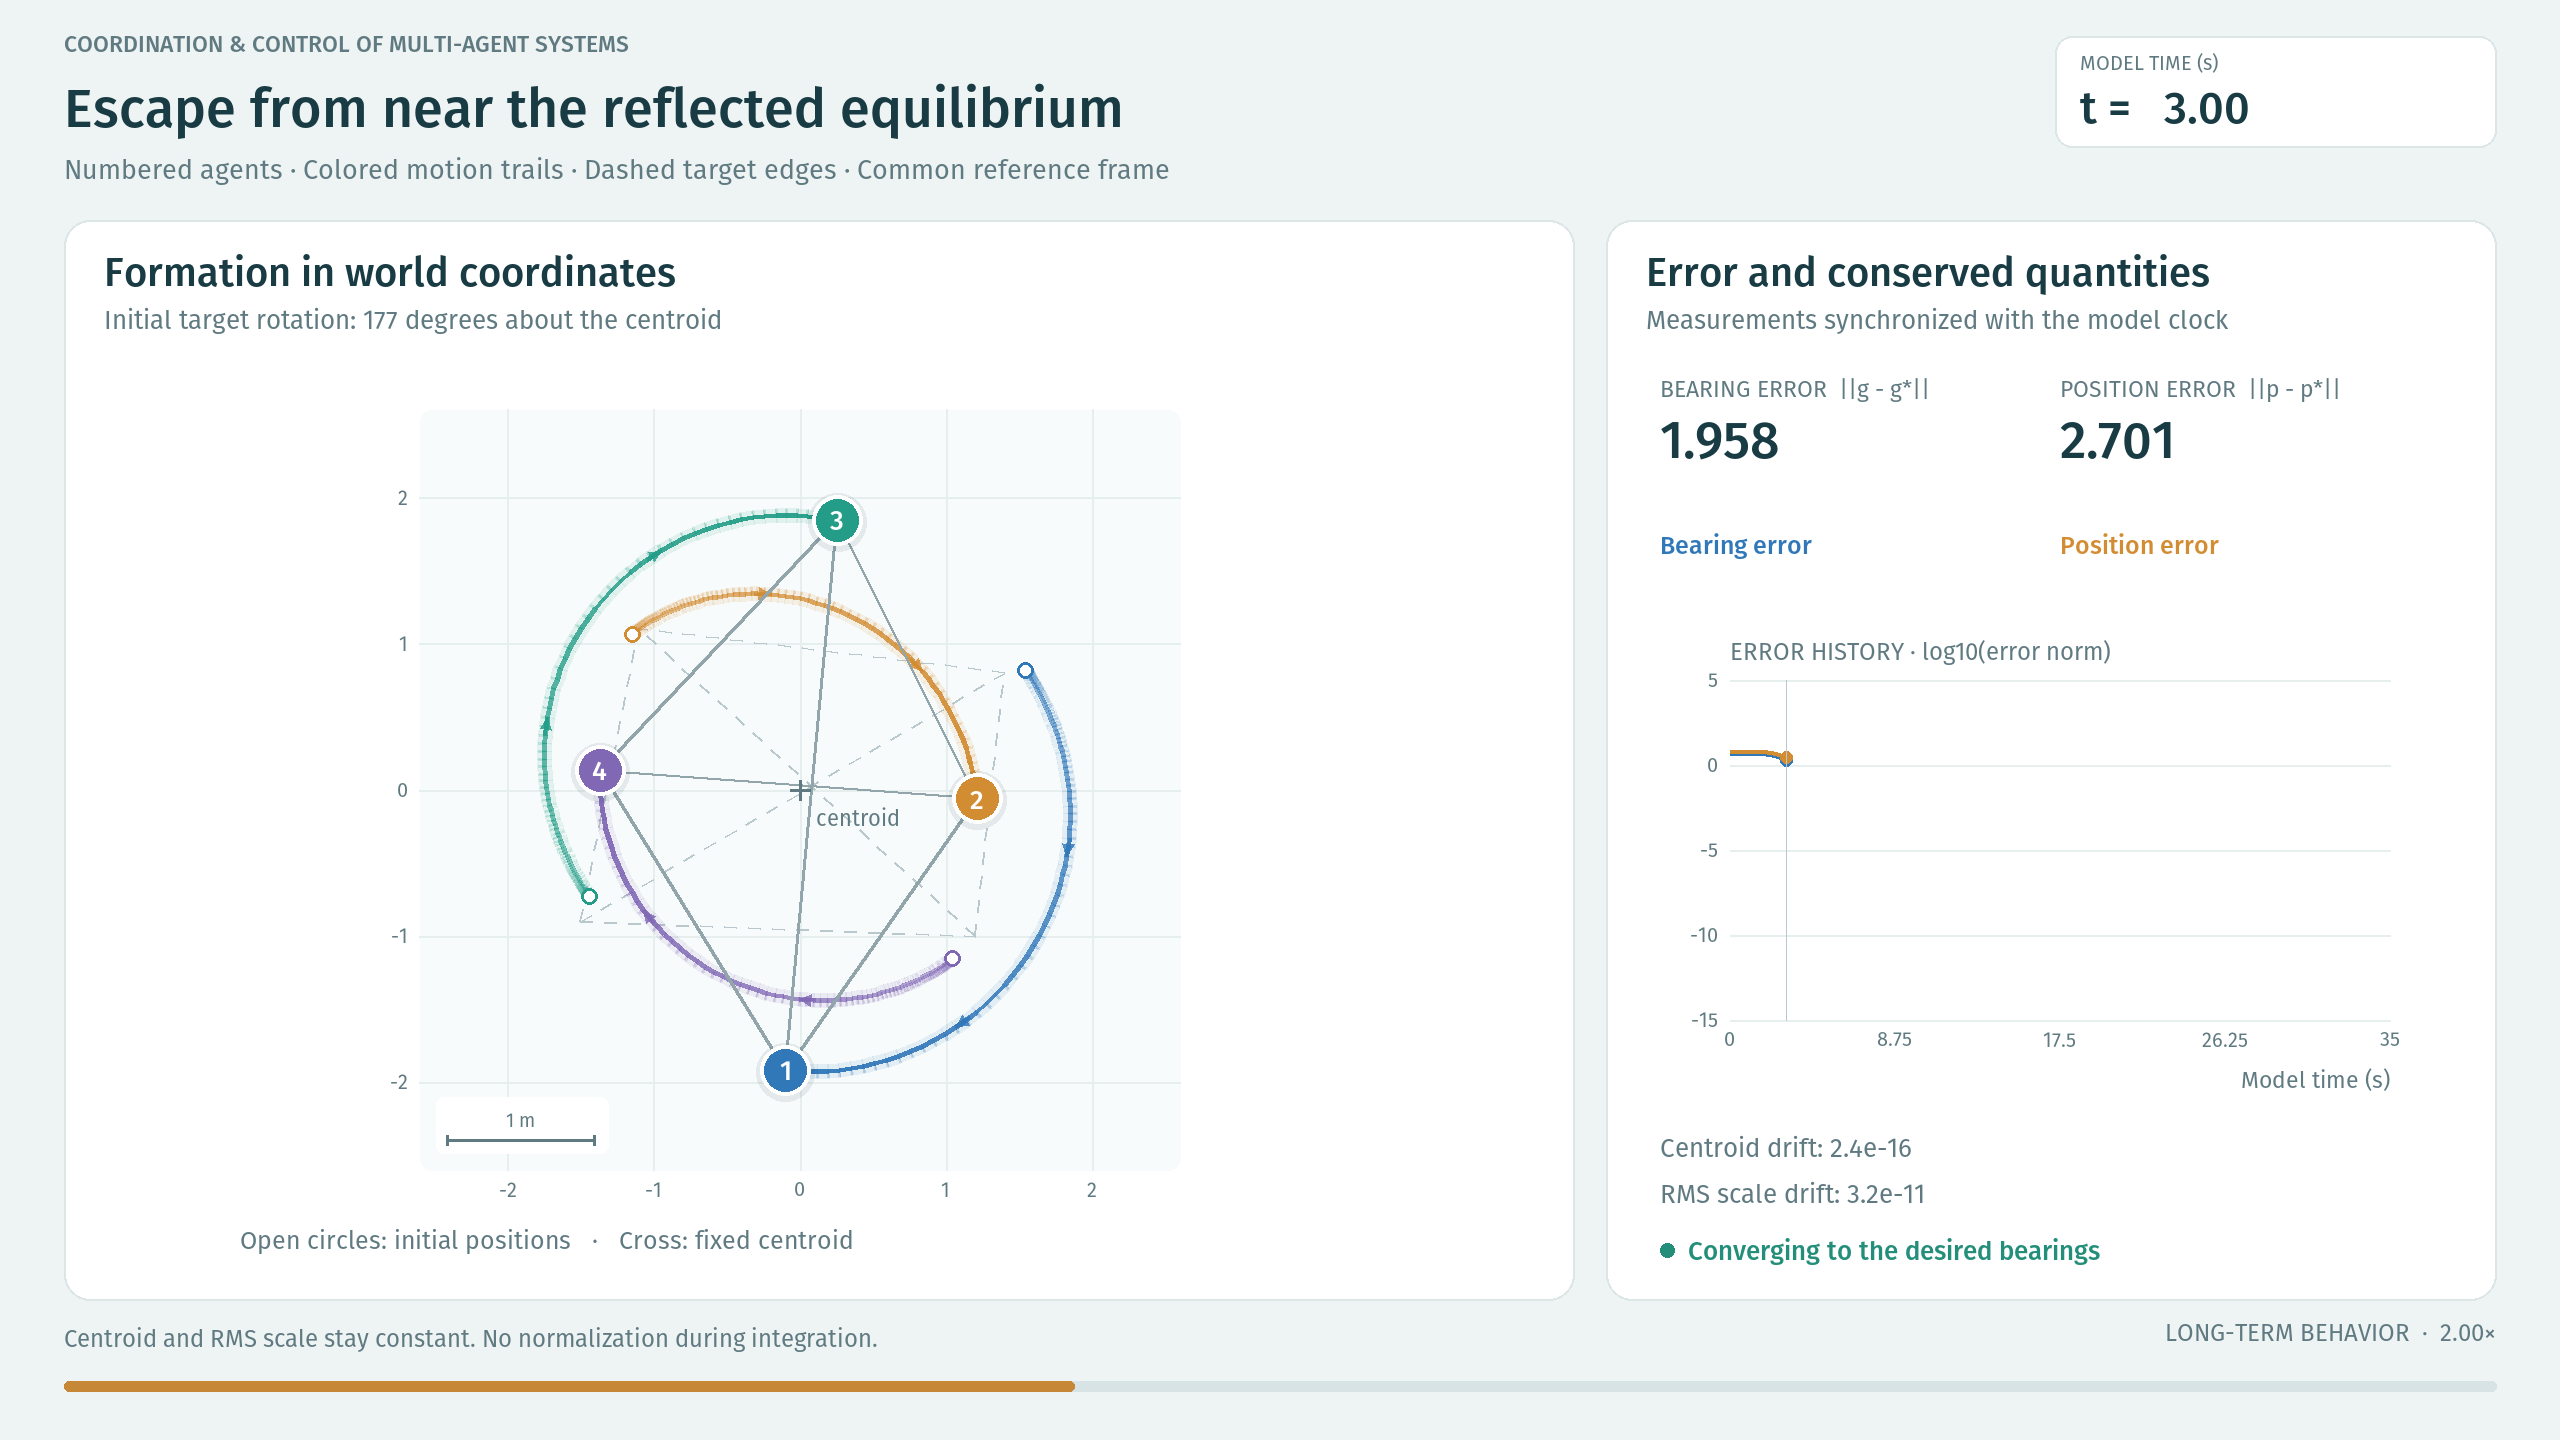 COORDINATION & CONTROL OF MULTI-AGENT SYSTEMS
Escape from near the reflected equilibrium
Numbered agents · Colored motion trails · Dashed target edges · Common reference frame
MODEL TIME (s)
t = 3.00
Formation in world coordinates
Initial target rotation: 177 degrees about the centroid
2
1
0
-1
-2
3
4
2
1
centroid
1 m
-2 -1 0 1 2
Open circles: initial positions · Cross: fixed centroid
Error and conserved quantities
Measurements synchronized with the model clock
BEARING ERROR ||g - g*||
1.958
POSITION ERROR ||p - p*||
2.701
Bearing error
Position error
ERROR HISTORY · log10(error norm)
5
0
-5
-10
-15
0 8.75 17.5 26.25 35
Model time (s)
Centroid drift: 2.4e-16
RMS scale drift: 3.2e-11
Converging to the desired bearings
Centroid and RMS scale stay constant. No normalization during integration.
LONG-TERM BEHAVIOR · 2.00×